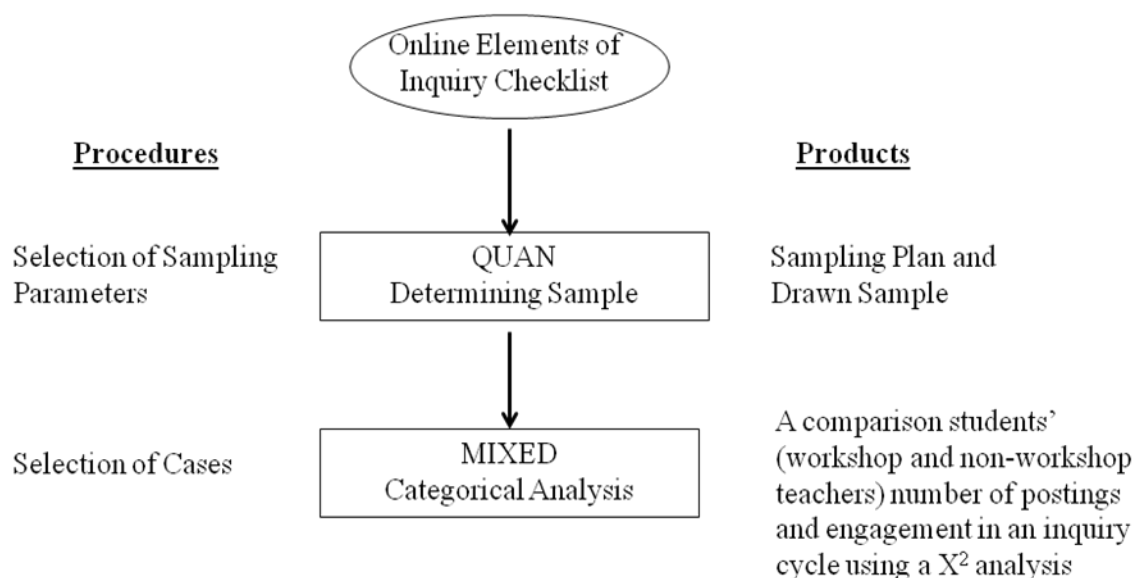 Online Elements of
Inquiry Checklist
Procedures
Products
Selection of Sampling
Parameters
QUAN
Determining Sample
Sampling Plan and
Drawn Sample
Selection of Cases
MIXED
Categorical Analysis
A comparison students’
(workshop and non-workshop
teachers) number of postings
and engagement in an inquiry
cycle using a X² analysis